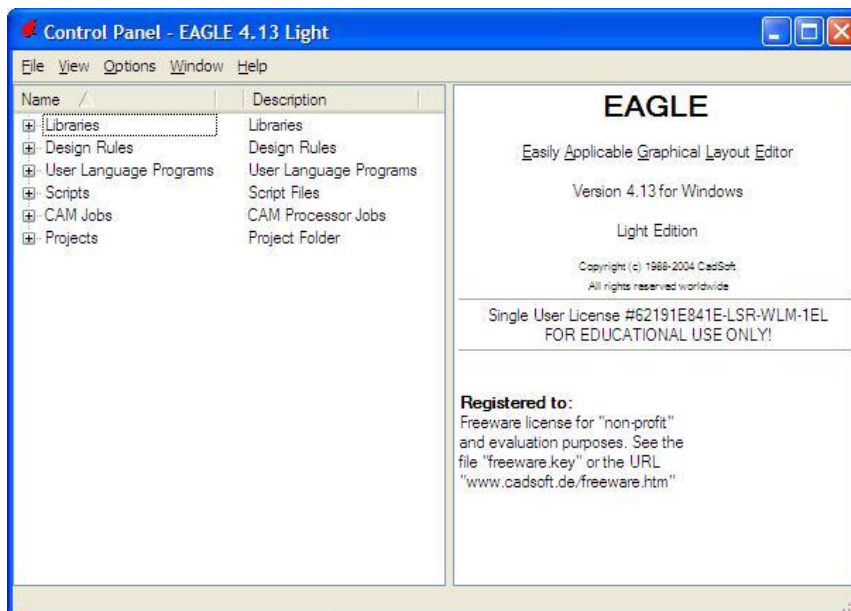 Control Panel - EAGLE 4.13 Light
File View Options Window Help
Name Description
Libraries Libraries
Design Rules Design Rules
User Language Programs User Language Programs
Scripts Script Files
CAM Jobs CAM Processor Jobs
Projects Project Folder
EAGLE
Easily Applicable Graphical Layout Editor
Version 4.13 for Windows
Light Edition
Copyright (c) 1988-2004 CadSoft
All rights reserved worldwide
Single User License #62191E841E-LSR-WLM-1EL
FOR EDUCATIONAL USE ONLY!
Registered to:
Freeware license for "non-profit"
and evaluation purposes. See the
file "freeware.key" or the URL
"www.cadsoft.de/freeware.htm"